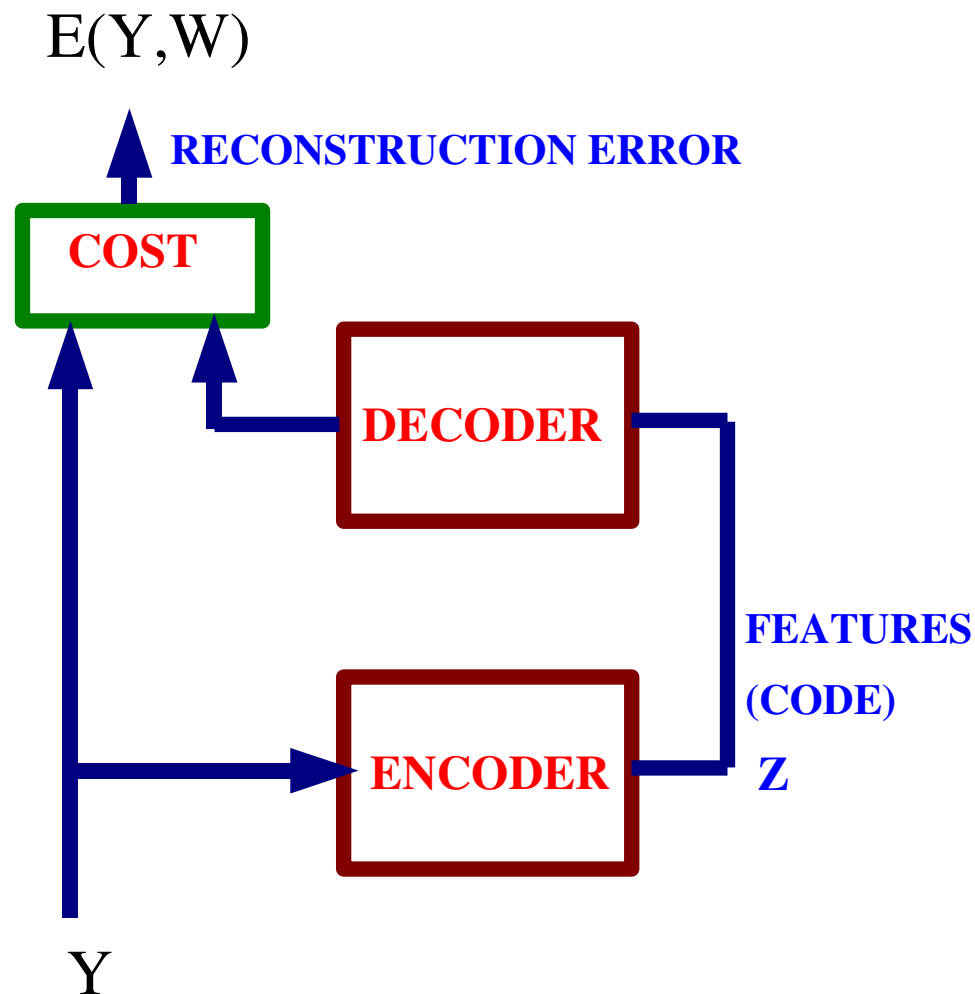 E(Y,W)
RECONSTRUCTION ERROR
COST
DECODER
FEATURES
(CODE)
ENCODER
Z
Y